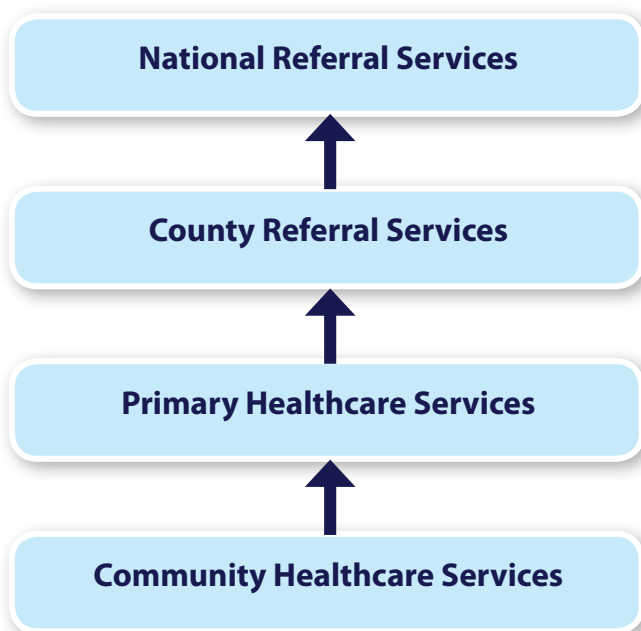 National Referral Services
County Referral Services
Primary Healthcare Services
Community Healthcare Services